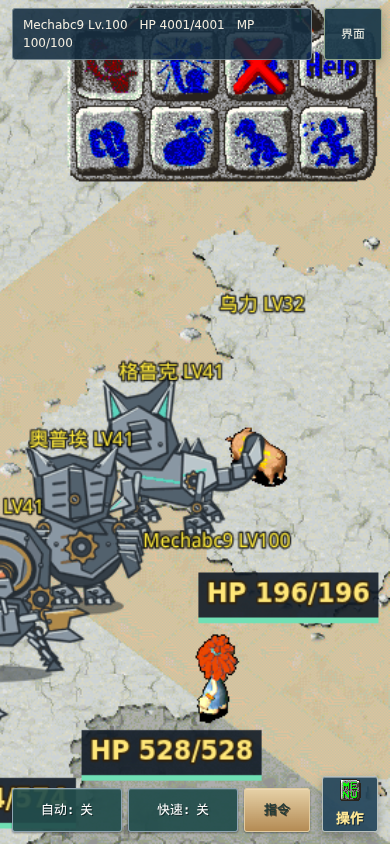 Mechabc9 Lv.100 HP 4001/4001 MP
100/100
界面
Help
乌力 LV32
格鲁克 LV41
奥普埃 LV41
LV41
Mechabc9 LV100
HP 196/196
HP 528/528
自动: 关
快速: 关
指令
操作